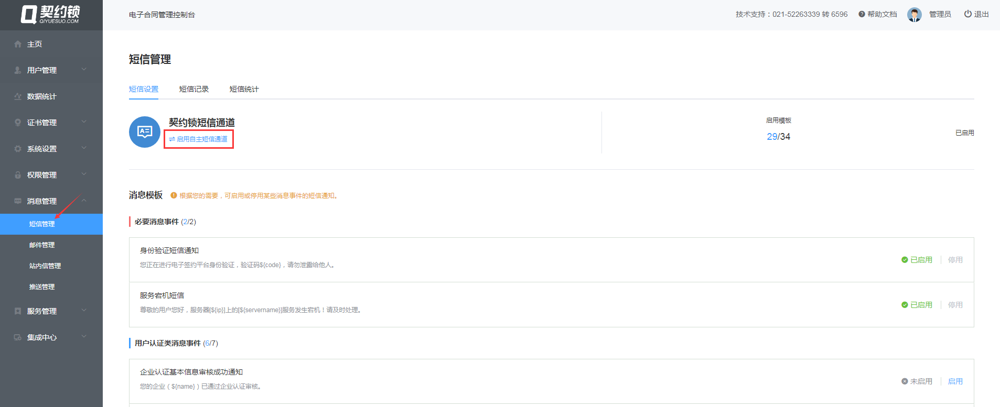 契约锁
QIYUESUO.COM
电子合同管理控制台
技术支持：021-52263339 转 6596
帮助文档
管理员
退出
主页
用户管理
数据统计
证书管理
系统设置
权限管理
消息管理
短信管理
邮件管理
站内信管理
推送管理
服务管理
集成中心
短信管理
短信设置
短信记录
短信统计
契约锁短信通道
启用自主短信通道
启用模板
29/34
已启用
消息模板
根据您的需要，可启用或停用某些消息事件的短信通知。
必要消息事件 (2/2)
身份验证短信通知
您正在进行电子签约平台身份验证，验证码${code}，请勿泄露给他人。
已启用
停用
服务宕机短信
尊敬的用户您好，服务器[${ip}]上的[${servername}]服务发生宕机！请及时处理。
已启用
停用
用户认证类消息事件 (6/7)
企业认证基本信息审核成功通知
您的企业（${name}）已通过企业认证审核。
未启用
启用